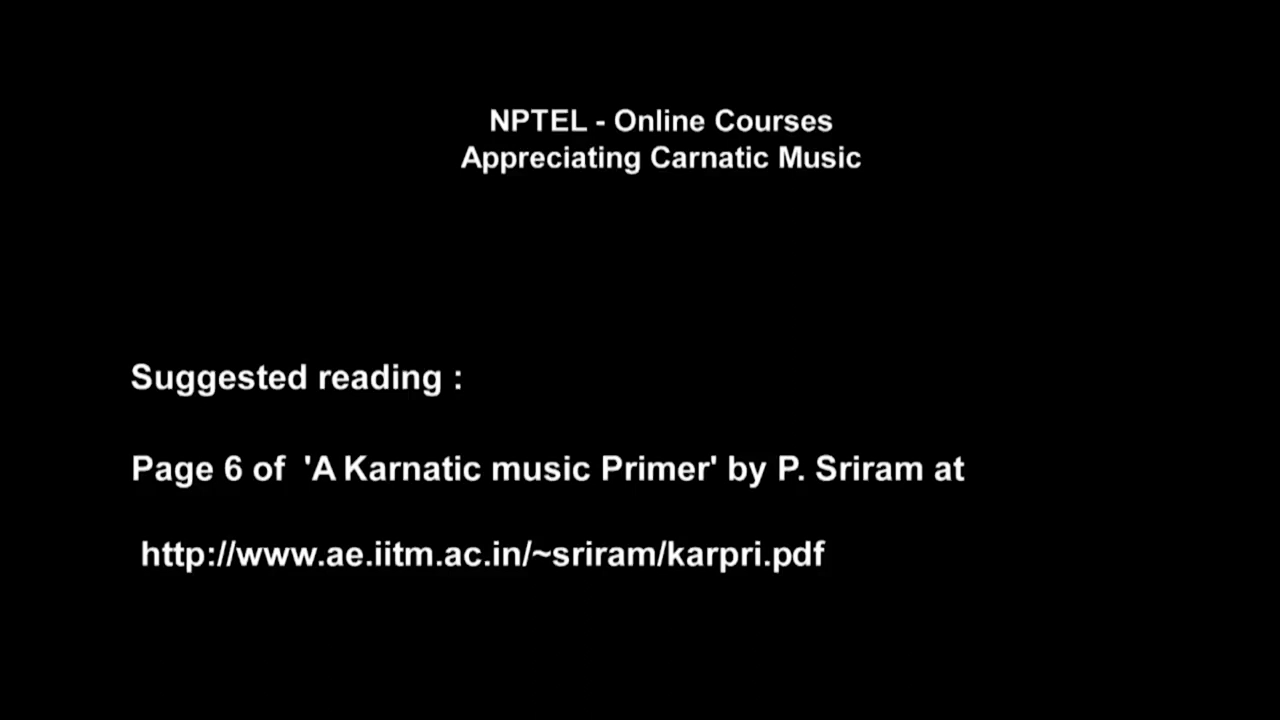 NPTEL - Online Courses
Appreciating Carnatic Music
Suggested reading :
Page 6 of 'A Karnatic music Primer' by P. Sriram at
http://www.ae.iitm.ac.in/~sriram/karpri.pdf